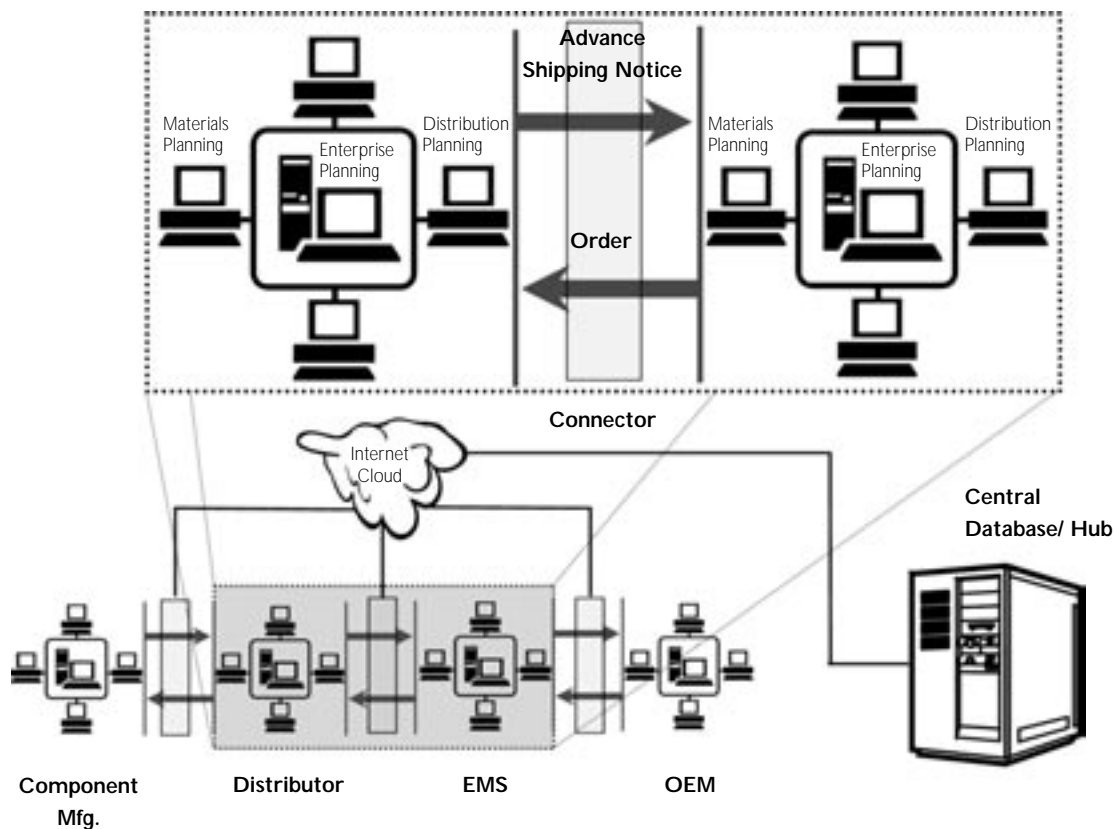 Advance
Shipping Notice
Materials
Planning
Enterprise
Planning
Distribution
Planning
Materials
Planning
Enterprise
Planning
Distribution
Planning
Order
Connector
Internet
Cloud
Central
Database/ Hub
Component
Mfg.
Distributor
EMS
OEM